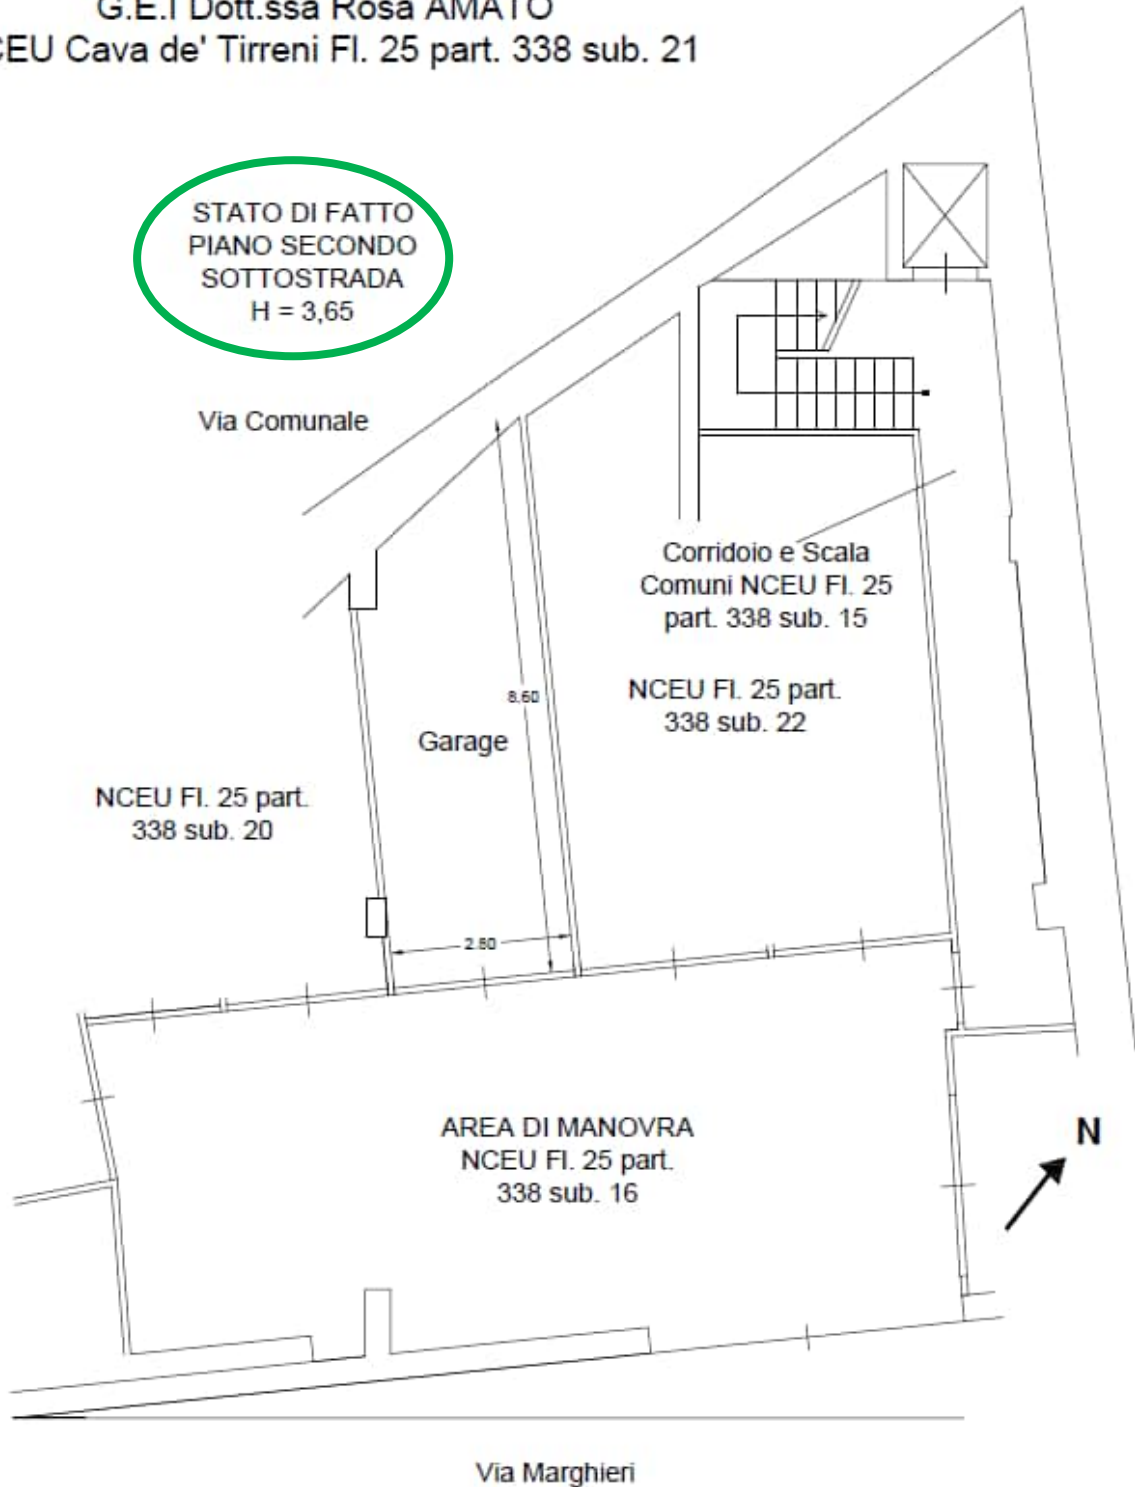 G.E.I Dott.ssa Rosa AMATO
CEU Cava de' Tirreni Fl. 25 part. 338 sub. 21
STATO DI FATTO
PIANO SECONDO
SOTTOSTRADA
H = 3,65
Via Comunale
Corridoio e Scala
Comuni NCEU Fl. 25
part. 338 sub. 15
NCEU Fl. 25 part.
338 sub. 22
8.60
Garage
NCEU Fl. 25 part.
338 sub. 20
2.80
AREA DI MANOVRA
NCEU Fl. 25 part.
338 sub. 16
N
Via Marghieri